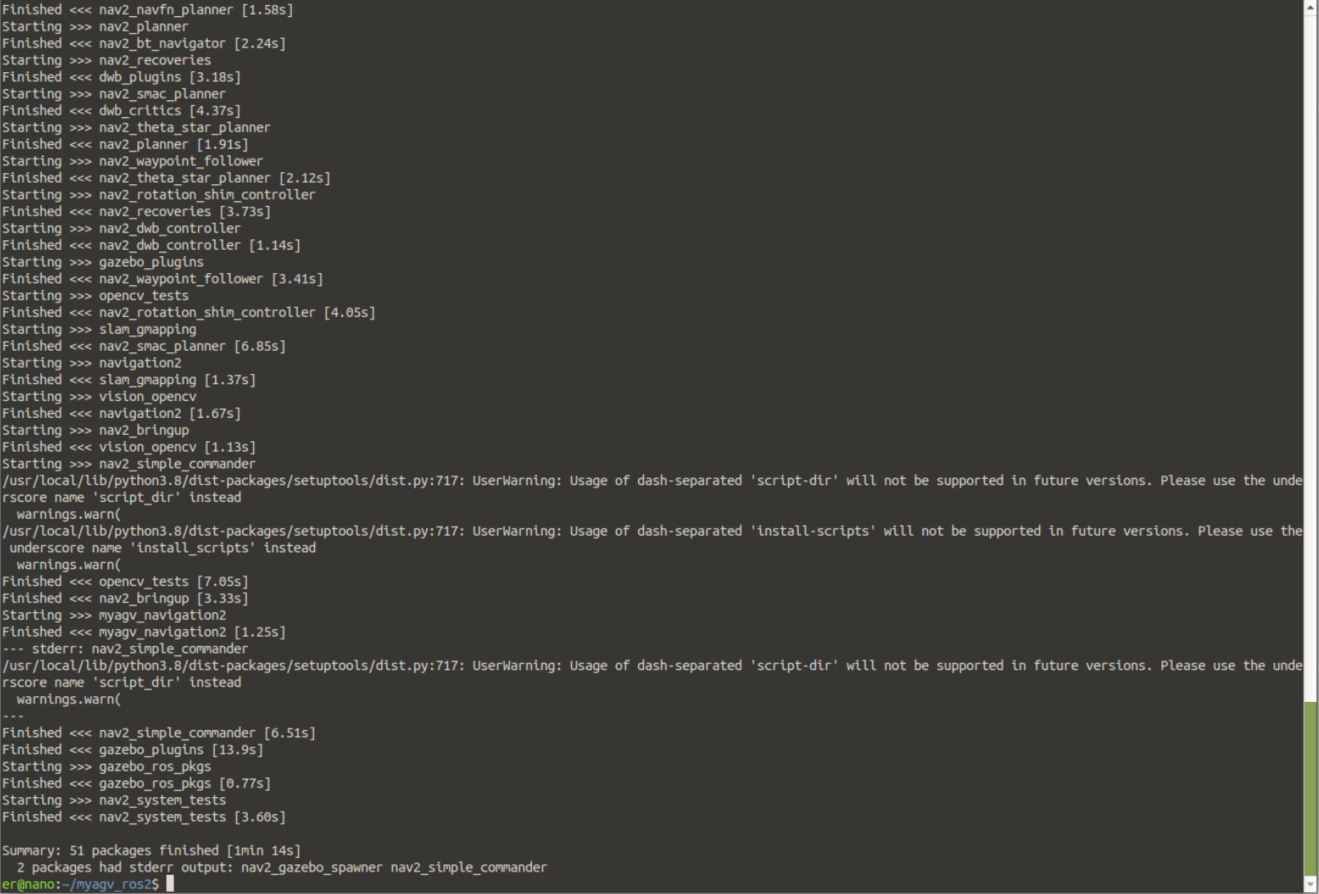 Finished <<< nav2_navfn_planner [1.58s]
Starting >>> nav2_planner
Finished <<< nav2_bt_navigator [2.24s]
Starting >>> nav2_recoveries
Finished <<< dwb_plugins [3.18s]
Starting >>> nav2_smac_planner
Finished <<< dwb_critics [4.37s]
Starting >>> nav2_theta_star_planner
Finished <<< nav2_planner [1.91s]
Starting >>> nav2_waypoint_follower
Finished <<< nav2_theta_star_planner [2.12s]
Starting >>> nav2_rotation_shim_controller
Finished <<< nav2_recoveries [3.73s]
Starting >>> nav2_dwb_controller
Finished <<< nav2_dwb_controller [1.14s]
Starting >>> gazebo_plugins
Finished <<< nav2_waypoint_follower [3.41s]
Starting >>> opencv_tests
Finished <<< nav2_rotation_shim_controller [4.05s]
Starting >>> slam_gmapping
Finished <<< nav2_smac_planner [6.85s]
Starting >>> navigation2
Finished <<< slam_gmapping [1.37s]
Starting >>> vision_opencv
Finished <<< navigation2 [1.67s]
Starting >>> nav2_bringup
Finished <<< vision_opencv [1.13s]
Starting >>> nav2_simple_commander
/usr/local/lib/python3.8/dist-packages/setuptools/dist.py:717: UserWarning: Usage of dash-separated 'script-dir' will not be supported in future versions. Please use the unde
rscore name 'script_dir' instead
  warnings.warn(
/usr/local/lib/python3.8/dist-packages/setuptools/dist.py:717: UserWarning: Usage of dash-separated 'install-scripts' will not be supported in future versions. Please use the
 underscore name 'install_scripts' instead
  warnings.warn(
Finished <<< opencv_tests [7.05s]
Finished <<< nav2_bringup [3.33s]
Starting >>> myagv_navigation2
Finished <<< myagv_navigation2 [1.25s]
--- stderr: nav2_simple_commander
/usr/local/lib/python3.8/dist-packages/setuptools/dist.py:717: UserWarning: Usage of dash-separated 'script-dir' will not be supported in future versions. Please use the unde
rscore name 'script_dir' instead
  warnings.warn(
---
Finished <<< nav2_simple_commander [6.51s]
Finished <<< gazebo_plugins [13.9s]
Starting >>> gazebo_ros_pkgs
Finished <<< gazebo_ros_pkgs [0.77s]
Starting >>> nav2_system_tests
Finished <<< nav2_system_tests [3.60s]

Summary: 51 packages finished [1min 14s]
  2 packages had stderr output: nav2_gazebo_spawner nav2_simple_commander
er@nano:~/myagv_ros2$